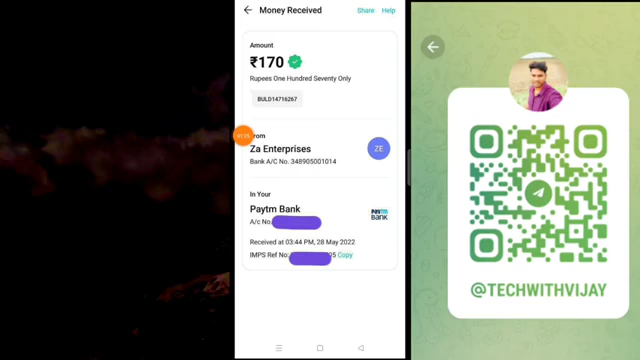 Money Received
Share
Help
Amount
₹170
Rupees One Hundred Seventy Only
BULD14716267
From
Za Enterprises
ZE
Bank A/C No. 348905001014
In Your
Paytm Bank
PAYTM BANK
A/c No.
Received at 03:44 PM, 28 May 2022
IMPS Ref No:
95 Copy
@TECHWITHVIJAY